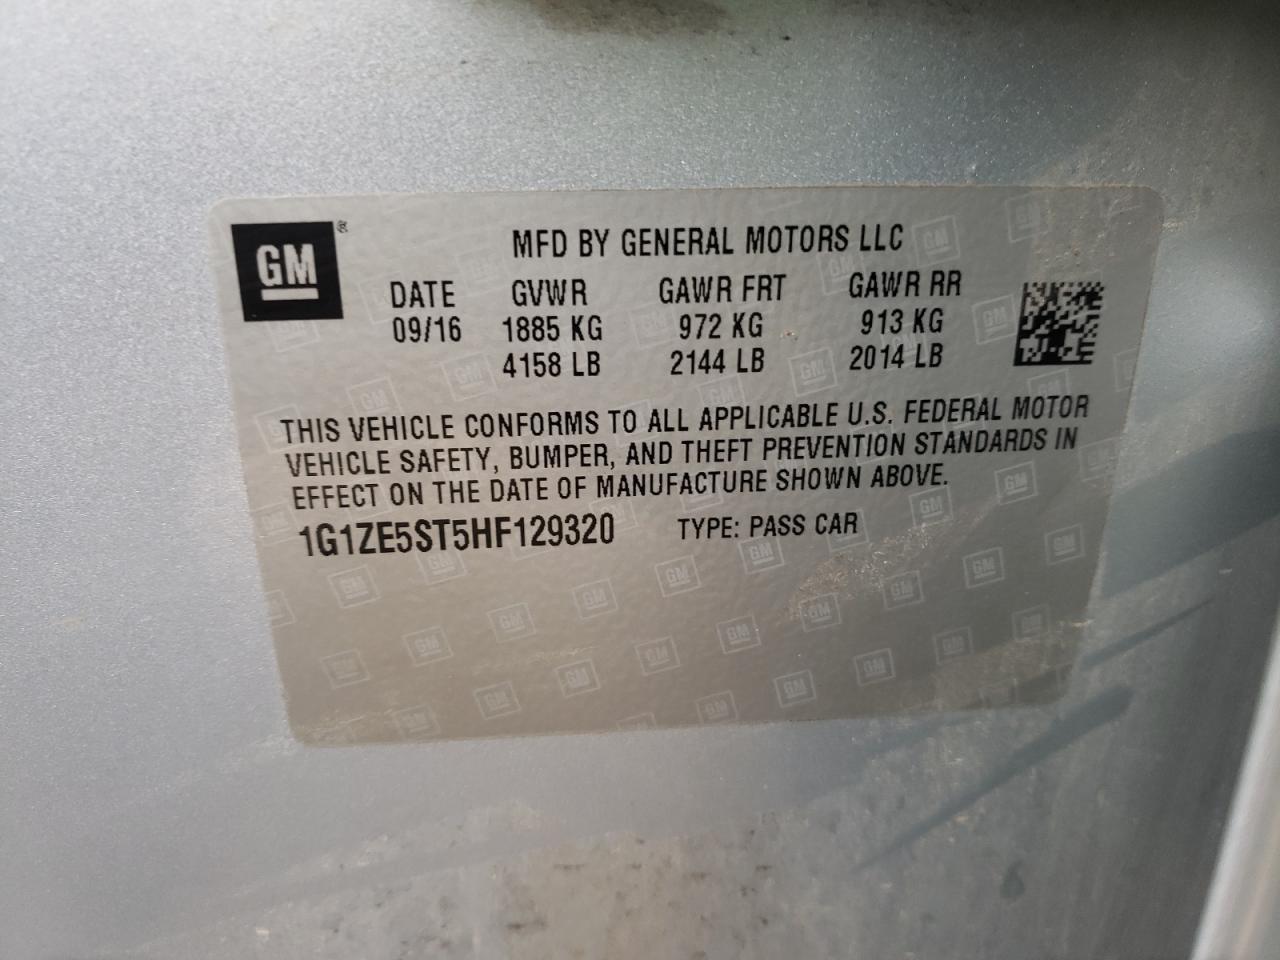 GM ®
MFD BY GENERAL MOTORS LLC
DATE GVWR GAWR FRT GAWR RR
09/16 1885 KG 972 KG 913 KG
4158 LB 2144 LB 2014 LB
THIS VEHICLE CONFORMS TO ALL APPLICABLE U.S. FEDERAL MOTOR
VEHICLE SAFETY, BUMPER, AND THEFT PREVENTION STANDARDS IN
EFFECT ON THE DATE OF MANUFACTURE SHOWN ABOVE.
1G1ZE5ST5HF129320 TYPE: PASS CAR